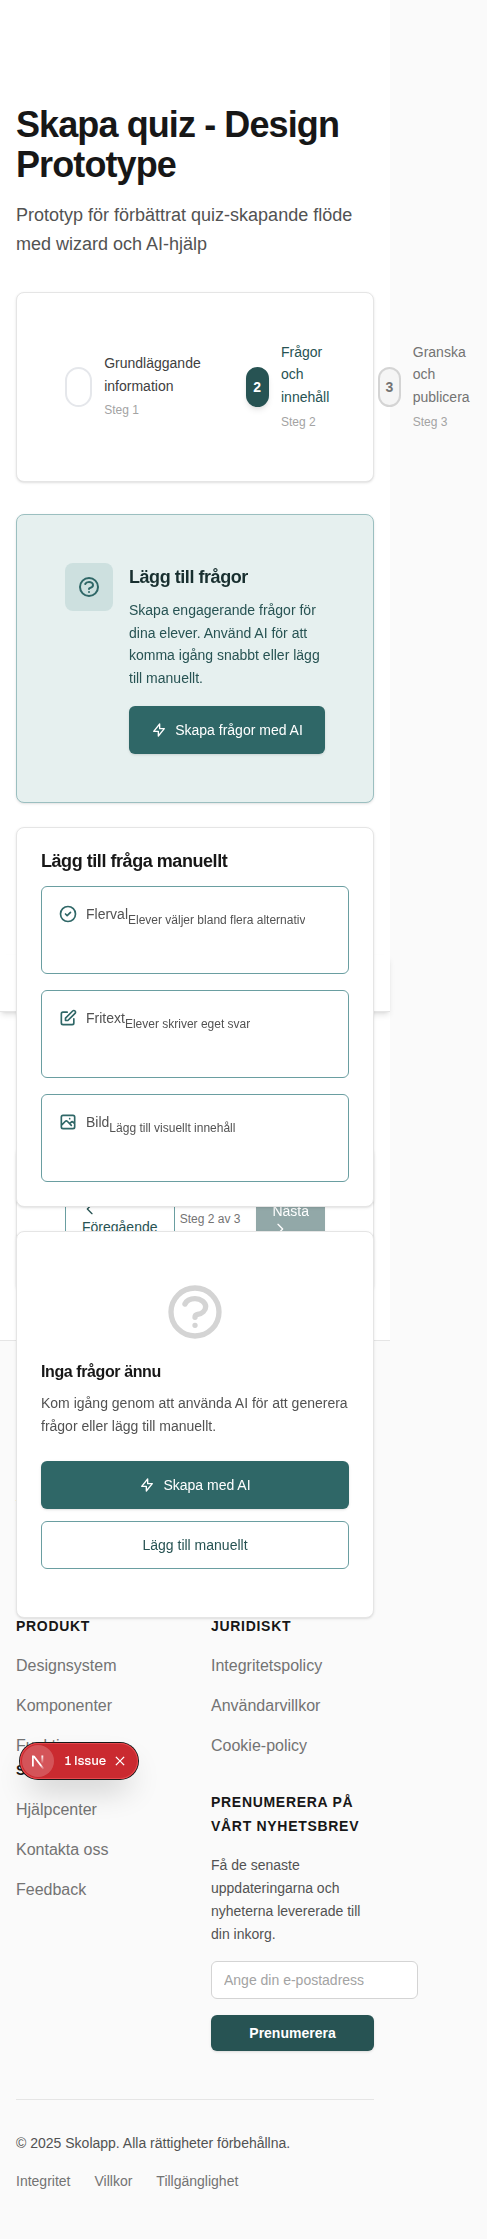 Skapa quiz - Design
Prototype
Prototyp för förbättrat quiz-skapande flöde
med wizard och AI-hjälp
Grundläggande
information
Steg 1
2
Frågor
och
innehåll
Steg 2
3
Granska
och
publicera
Steg 3
Lägg till frågor
Skapa engagerande frågor för
dina elever. Använd AI för att
komma igång snabbt eller lägg
till manuellt.
Skapa frågor med AI
Lägg till fråga manuellt
Flerval Elever väljer bland flera alternativ
Fritext Elever skriver eget svar
Bild Lägg till visuellt innehåll
Föregående
Steg 2 av 3
Nästa
Inga frågor ännu
Kom igång genom att använda AI för att generera
frågor eller lägg till manuellt.
Skapa med AI
Lägg till manuellt
PRODUKT
Designsystem
Komponenter
Hjälpcenter
Kontakta oss
Feedback
JURIDISKT
Integritetspolicy
Användarvillkor
Cookie-policy
PRENUMERERA PÅ
VÅRT NYHETSBREV
Få de senaste
uppdateringarna och
nyheterna levererade till
din inkorg.
Ange din e-postadress
Prenumerera
N 1 Issue
© 2025 Skolapp. Alla rättigheter förbehållna.
Integritet Villkor Tillgänglighet